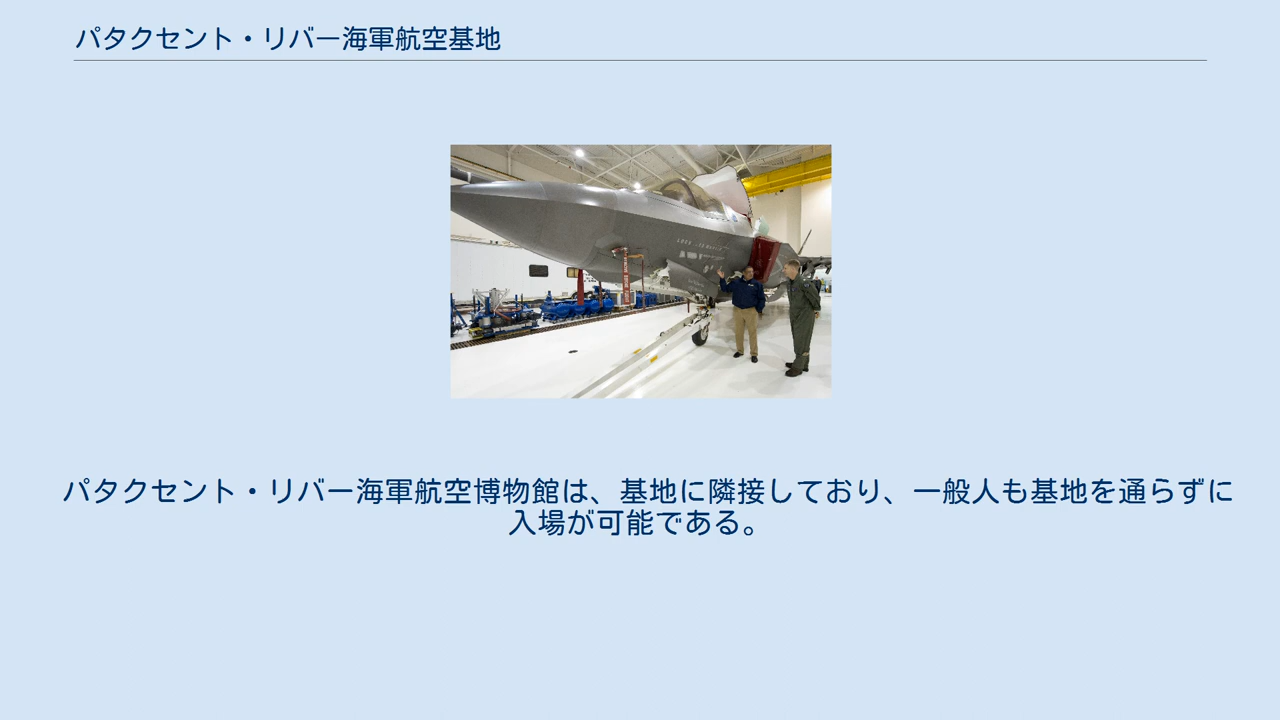 パタクセント・リバー海軍航空基地
パタクセント・リバー海軍航空博物館は、基地に隣接しており、一般人も基地を通らずに
入場が可能である。